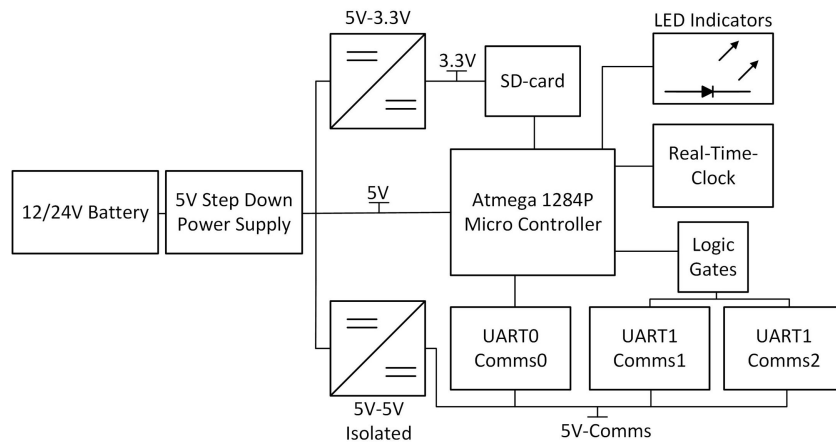 5V-3.3V
LED Indicators
3.3V
SD-card
Real-Time-
Clock
12/24V Battery
5V Step Down
Power Supply
5V
Atmega 1284P
Micro Controller
Logic
Gates
UART0
Comms0
UART1
Comms1
UART1
Comms2
5V-5V
Isolated
5V-Comms